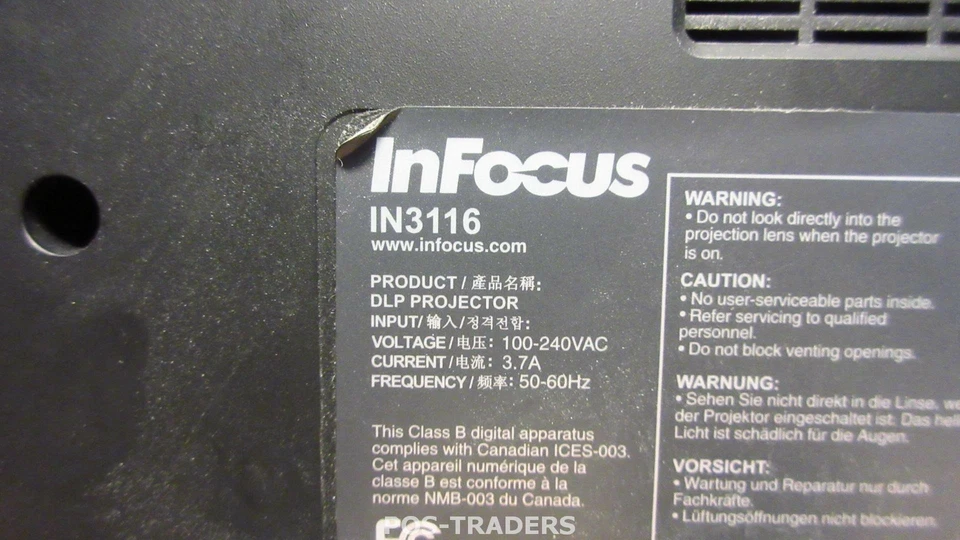 InFocus
IN3116
www.infocus.com
PRODUCT / 產品名稱:
DLP PROJECTOR
INPUT/ 輸入/정격전합:
VOLTAGE / 电压: 100-240VAC
CURRENT / 电流: 3.7A
FREQUENCY / 频率: 50-60Hz
This Class B digital apparatus
complies with Canadian ICES-003.
Cet appareil numérique de la
classe B est conforme à la
norme NMB-003 du Canada.
FC
WARNING:
• Do not look directly into the
projection lens when the projector
is on.
CAUTION:
• No user-serviceable parts inside.
• Refer servicing to qualified
personnel.
• Do not block venting openings.
WARNUNG:
• Sehen Sie nicht direkt in die Linse,
der Projektor eingeschaltet ist. Das
Licht ist schädlich für die Augen.
VORSICHT:
• Wartung und Reparatur nur durch
Fachkräfte.
• Lüftungsöffnungen nicht blockieren.
POS-TRADERS